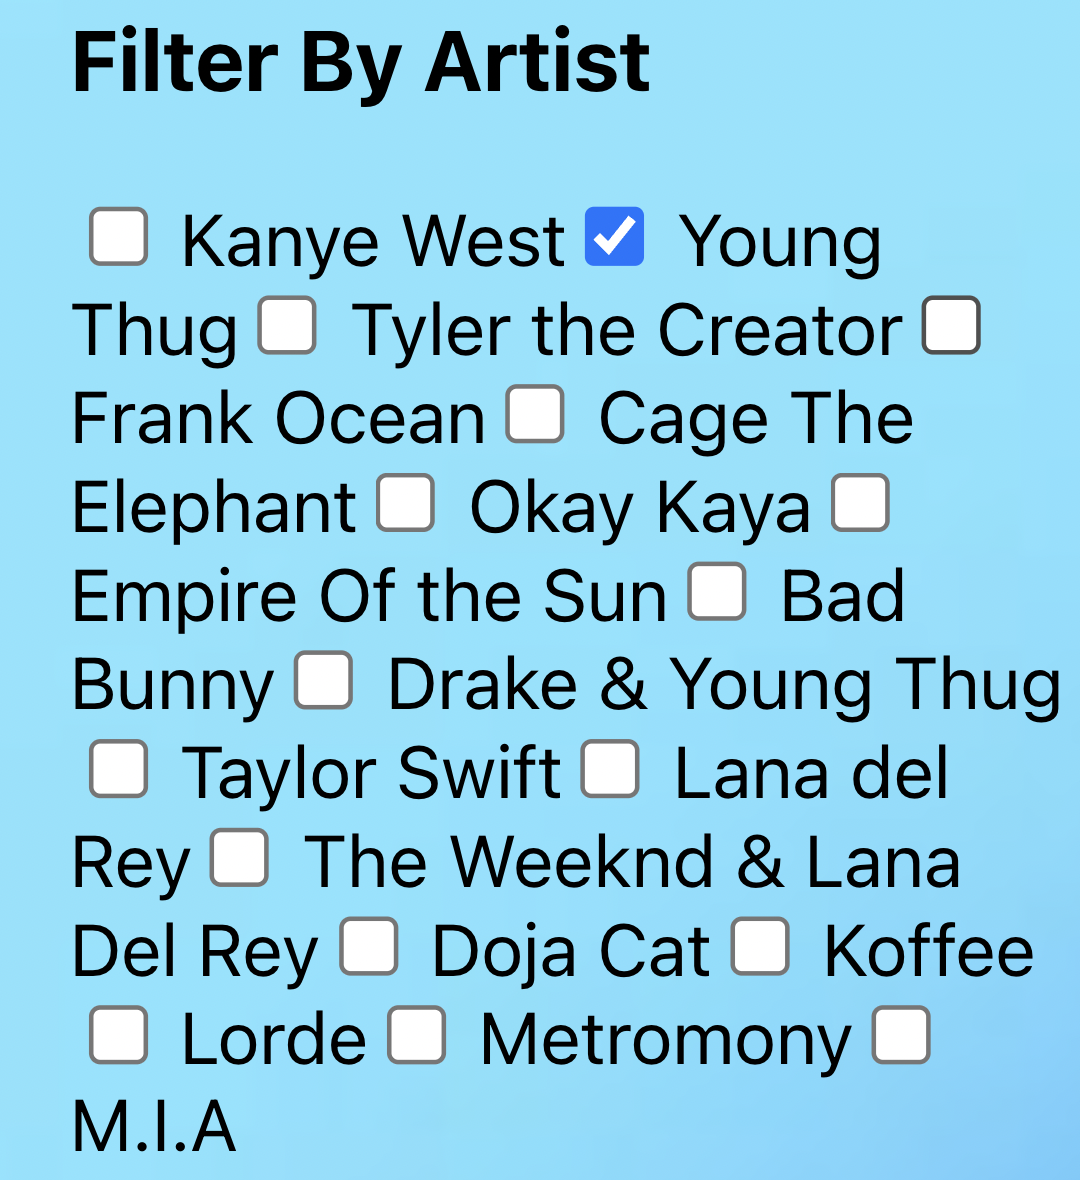 Filter By Artist
Kanye West Young
Thug Tyler the Creator
Frank Ocean Cage The
Elephant Okay Kaya
Empire Of the Sun Bad
Bunny Drake & Young Thug
Taylor Swift Lana del
Rey The Weeknd & Lana
Del Rey Doja Cat Koffee
Lorde Metromony
M.I.A